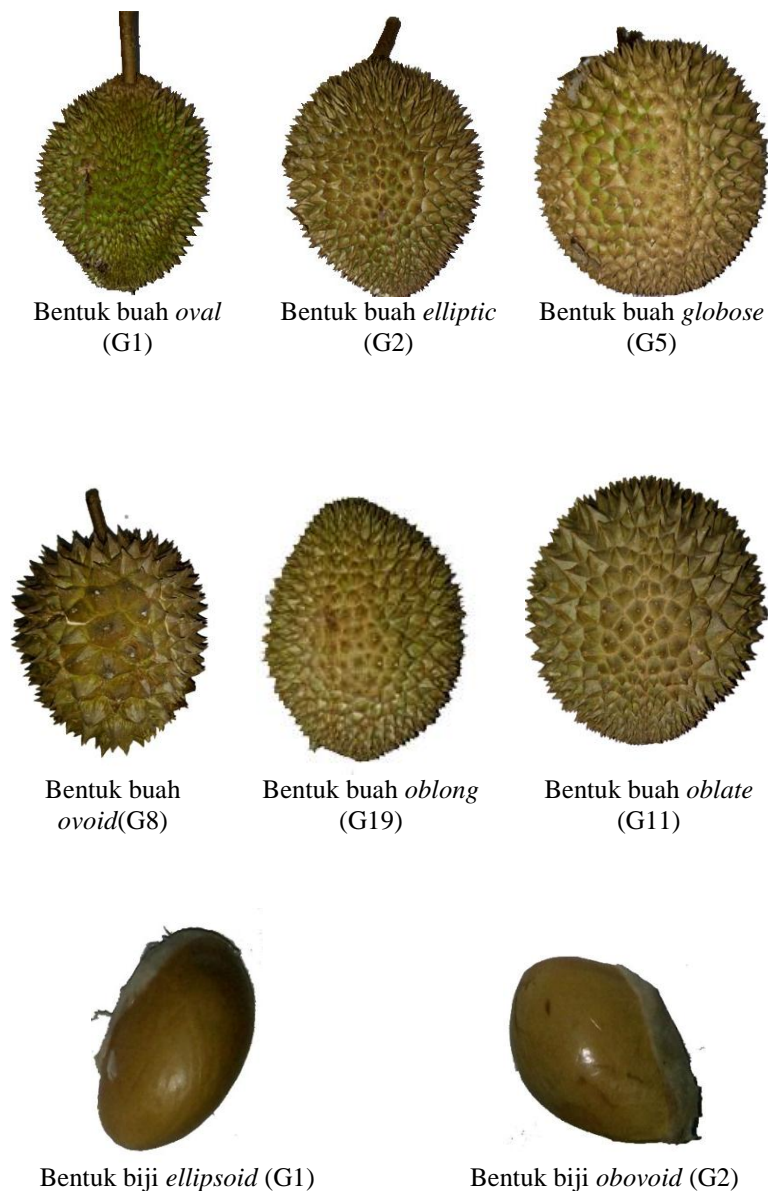 Bentuk buah oval
(G1)
Bentuk buah elliptic
(G2)
Bentuk buah globose
(G5)
Bentuk buah
ovoid(G8)
Bentuk buah oblong
(G19)
Bentuk buah oblate
(G11)
Bentuk biji ellipsoid (G1)
Bentuk biji obovoid (G2)